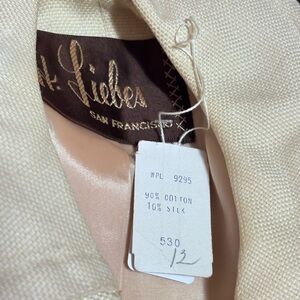 H. Liebes
SAN FRANCISCO
WPL 9295
90% COTTON
10% SILK
530
12